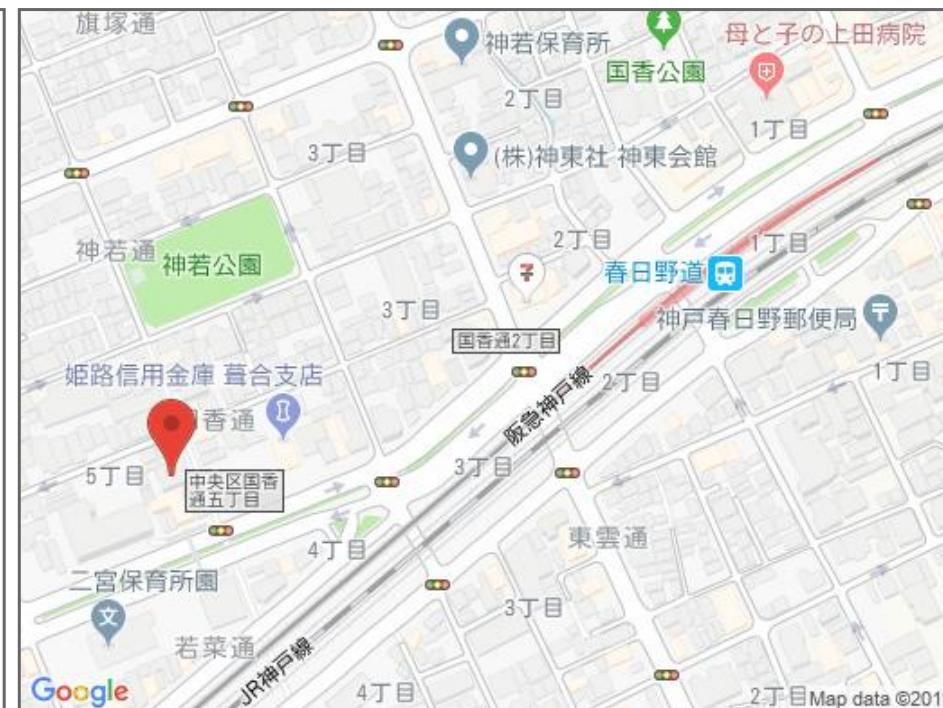 旗塚通
神若保育所
母と子の上田病院
国香公園
2丁目
1丁目
3丁目
(株)神東社 神東会館
2丁目
1丁目
神若通
神若公園
春日野道
3丁目
神戸春日野郵便局
国香通2丁目
姫路信用金庫 葺合支店
2丁目
1丁目
阪急神戸線
香通
5丁目
3丁目
中央区国香
通五丁目
4丁目
東雲通
二宮保育所園
3丁目
若菜通
JR神戸線
Google
4丁目
2丁目
Map data ©201